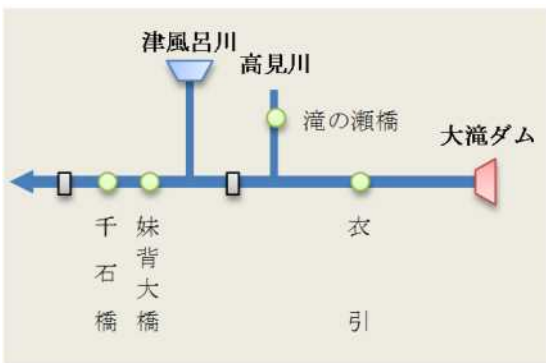 津風呂川
高見川
滝の瀬橋
大滝ダム
千石橋
妹背大橋
衣引